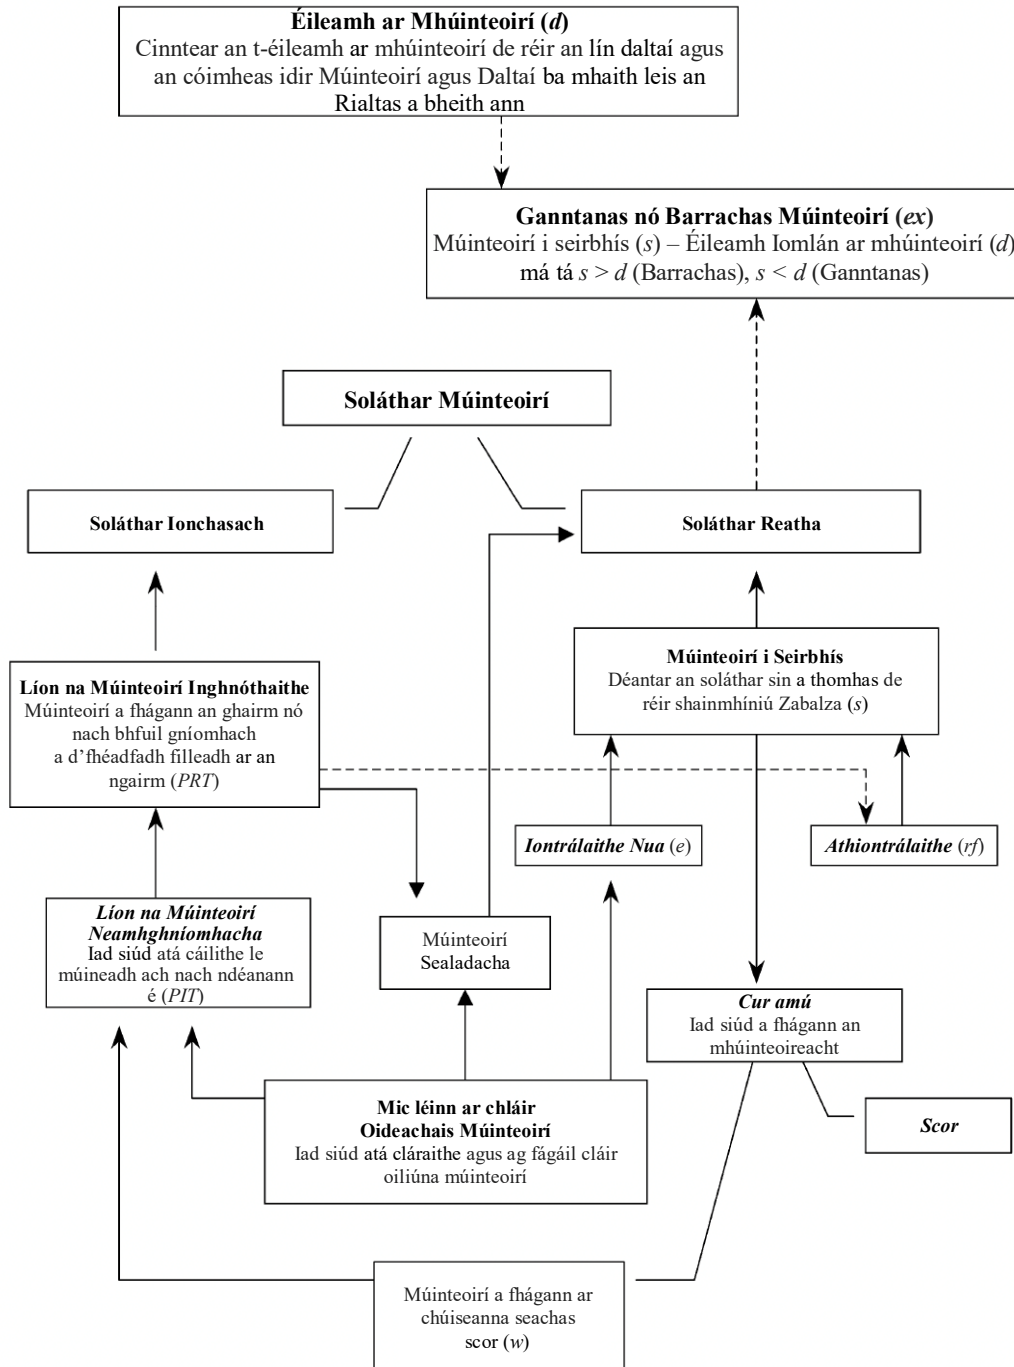 Éileamh ar Mhúinteoirí (d)
Cinntear an t-éileamh ar mhúinteoirí de réir an lín daltaí agus
an cóimheas idir Múinteoirí agus Daltaí ba mhaith leis an
Rialtas a bheith ann
Ganntanas nó Barrachas Múinteoirí (ex)
Múinteoirí i seirbhís (s) – Éileamh Iomlán ar mhúinteoirí (d)
má tá s > d (Barrachas), s < d (Ganntanas)
Soláthar Múinteoirí
Soláthar Ionchasach
Soláthar Reatha
Líon na Múinteoirí Inghnóthaithe
Múinteoirí a fhágann an ghairm nó
nach bhfuil gníomhach
a d’fhéadfadh filleadh ar an
ngairm (PRT)
Múinteoirí i Seirbhís
Déantar an soláthar sin a thomhas de
réir shainmhíniú Zabalza (s)
Iontrálaithe Nua (e)
Athiontrálaithe (rf)
Líon na Múinteoirí
Neamhghníomhacha
Iad siúd atá cáilithe le
múineadh ach nach ndéanann
é (PIT)
Múinteoirí
Sealadacha
Cur amú
Iad siúd a fhágann an
mhúinteoireacht
Mic léinn ar chláir
Oideachais Múinteoirí
Iad siúd atá cláraithe agus ag fágáil cláir
oiliúna múinteoirí
Scor
Múinteoirí a fhágann ar
chúiseanna seachas
scor (w)